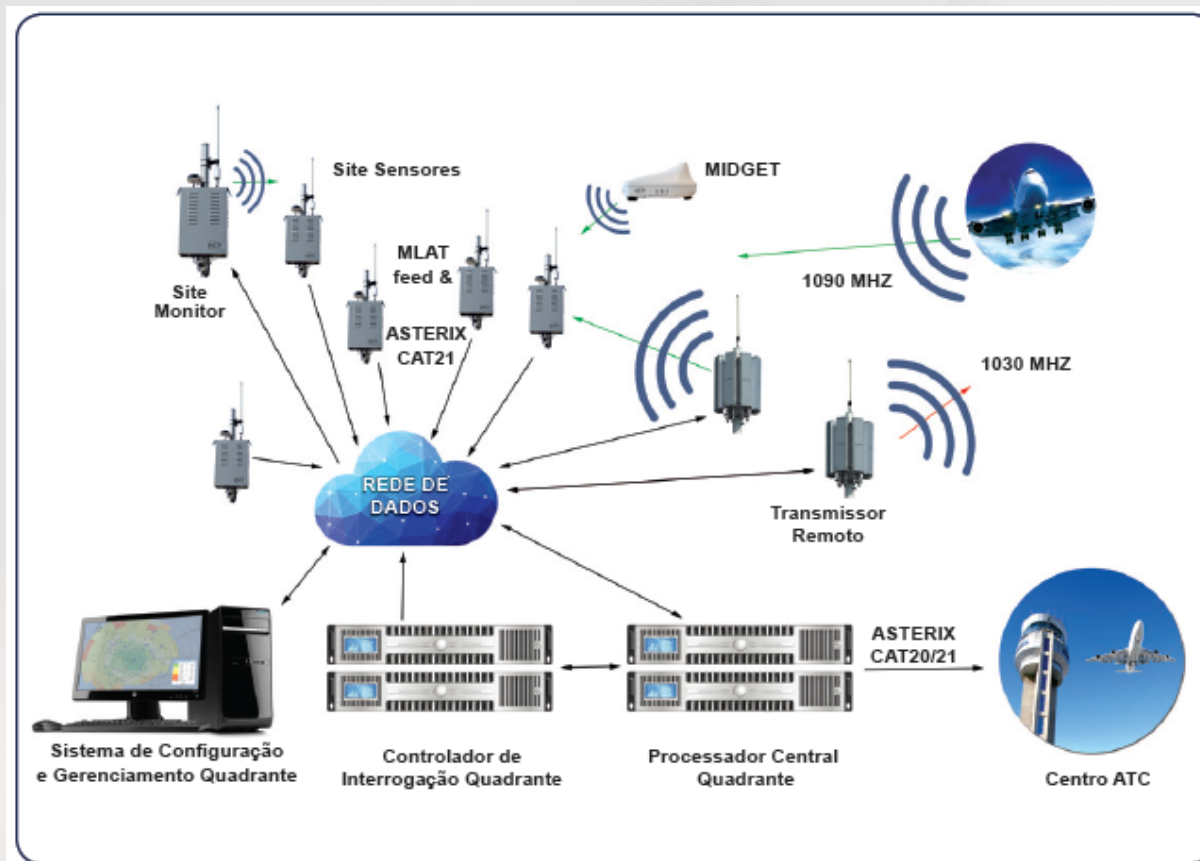 Site Sensores
MIDGET
MLAT
feed &
ASTERIX
CAT21
Site
Monitor
1090 MHZ
1030 MHZ
REDE DE
DADOS
Transmissor
Remoto
ASTERIX
CAT20/21
Sistema de Configuração
e Gerenciamento Quadrante
Controlador de
Interrogação Quadrante
Processador Central
Quadrante
Centro ATC